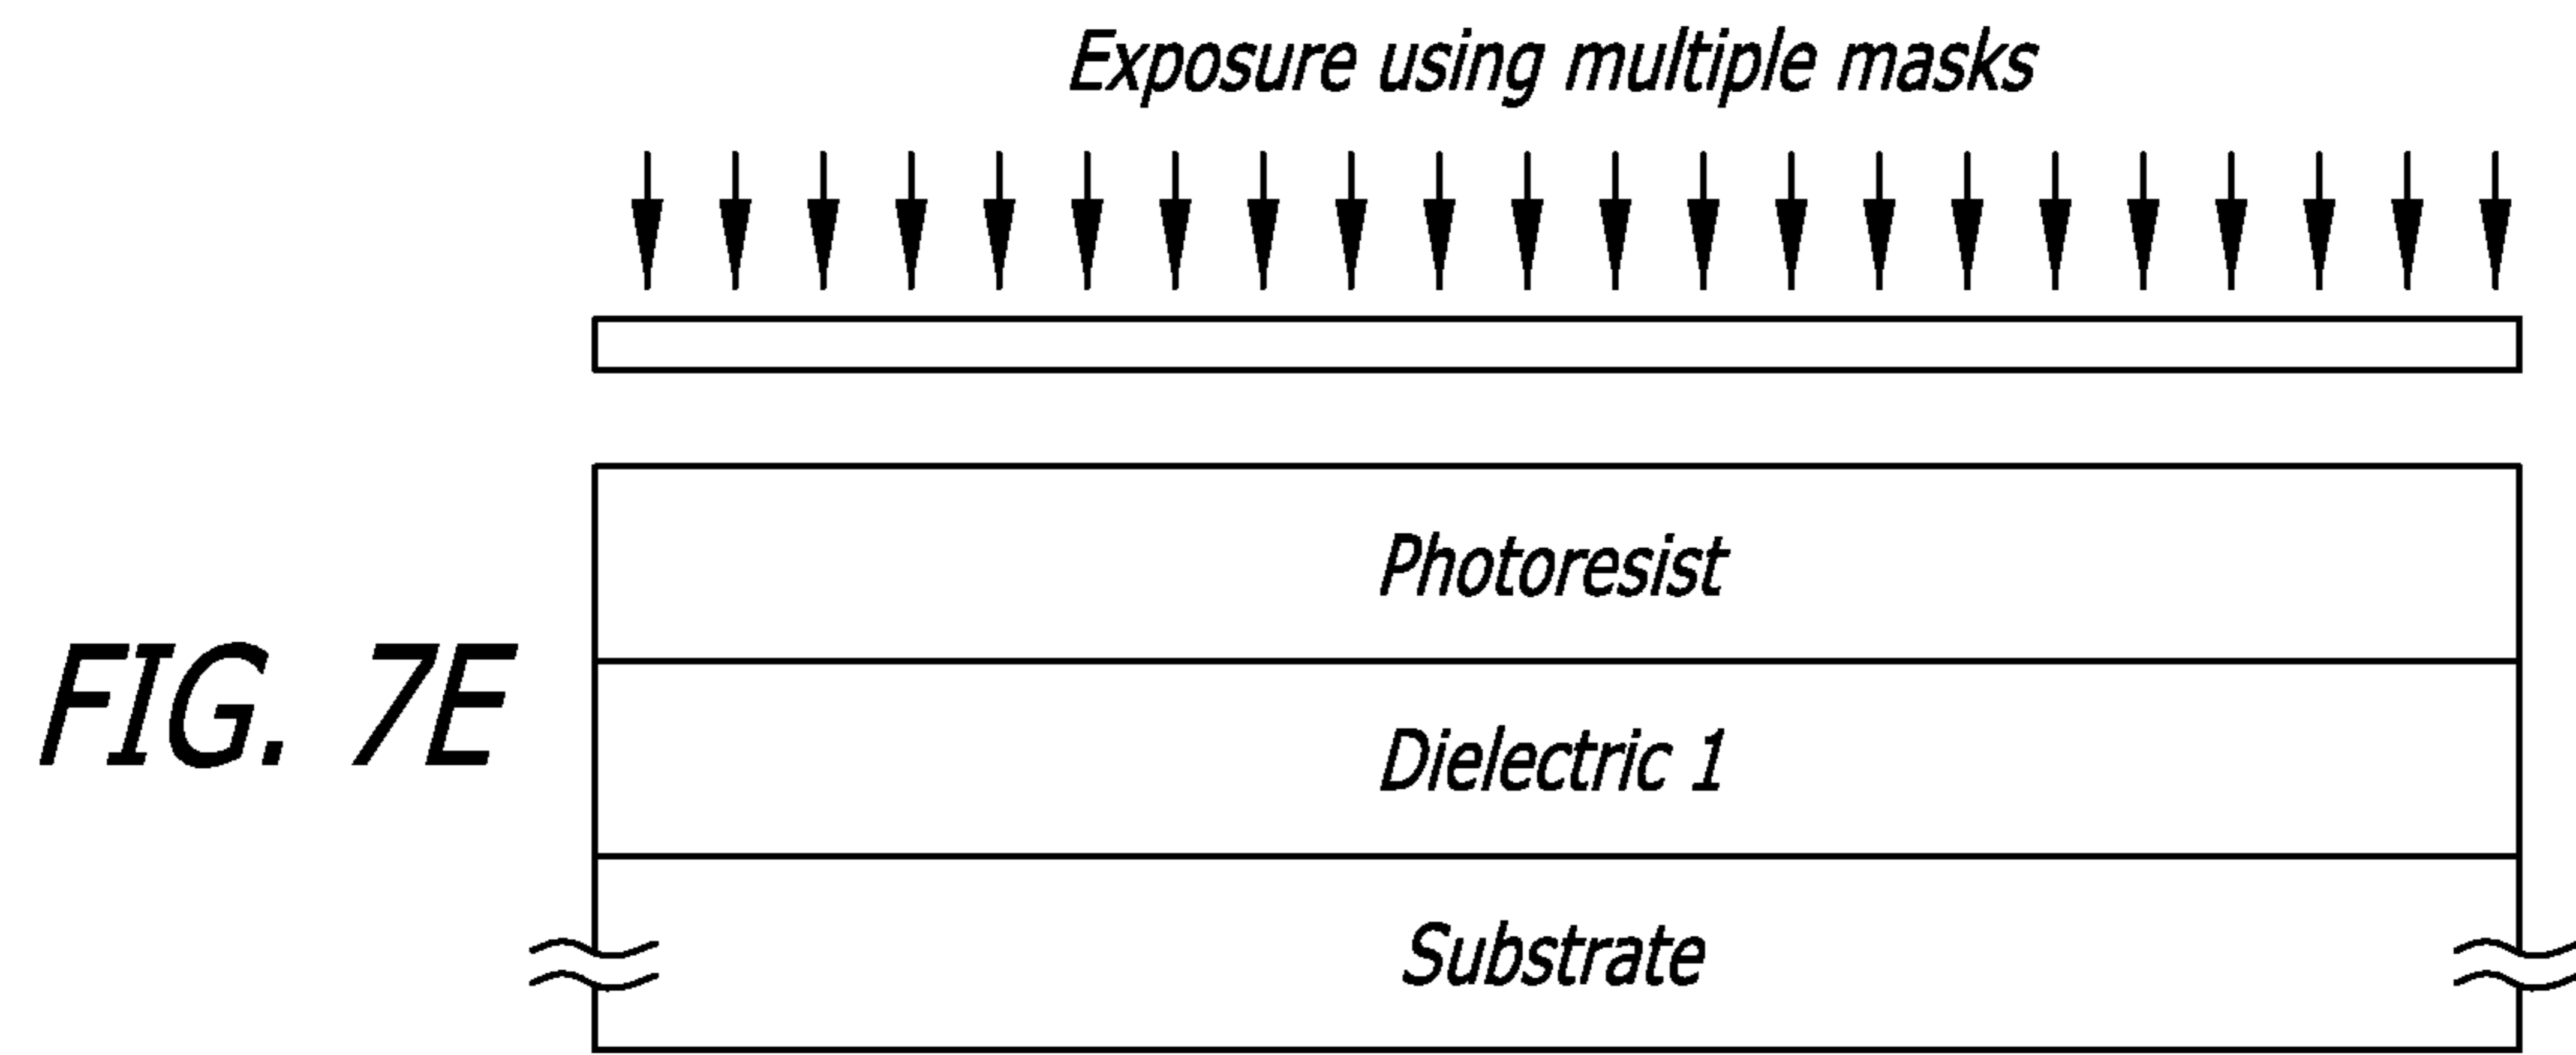 Exposure using multiple masks
Photoresist
FIG. 7E
Dielectric 1
Substrate